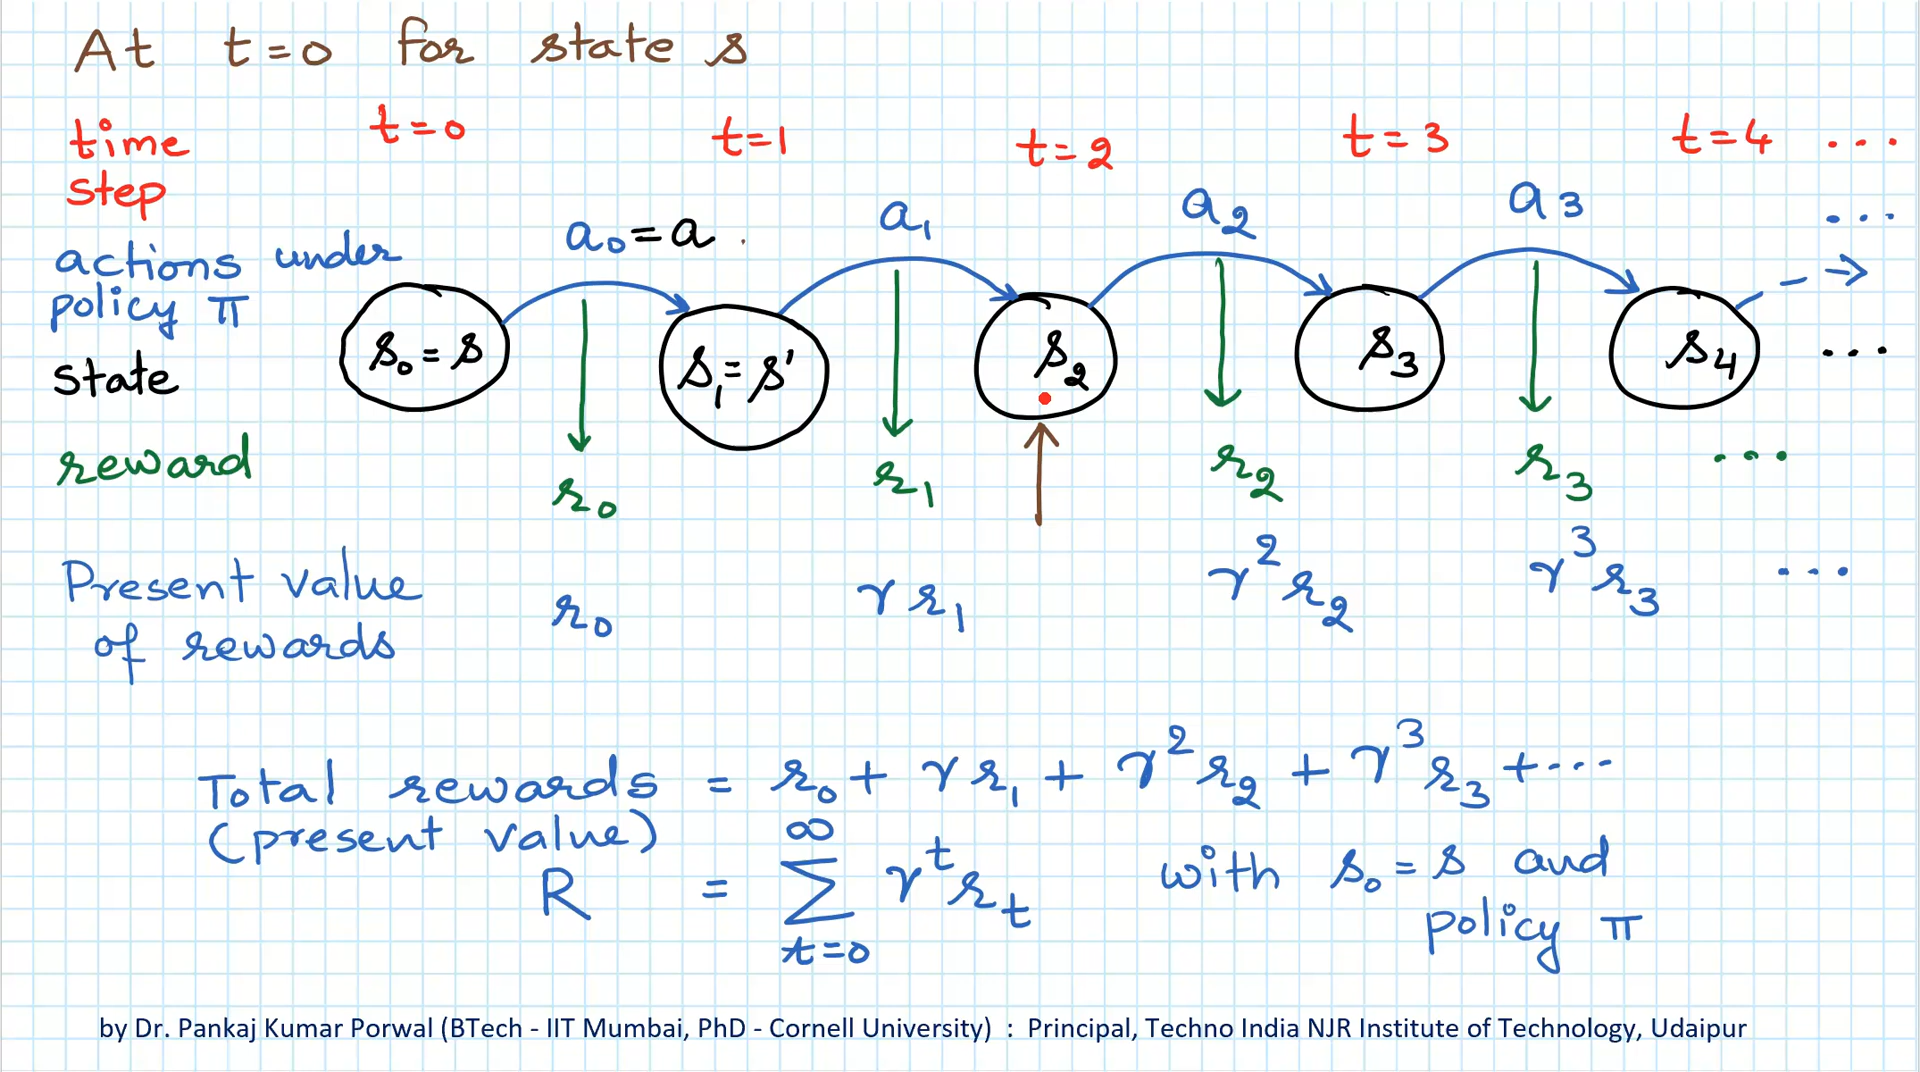 At t=0 for state s
time step t=0 t=1 t=2 t=3 t=4 ...
actions under policy π a₀=a a₁ a₂ a₃ ...
state s₀=s s₁=s' s₂ s₃ s₄ ...
reward r₀ r₁ r₂ r₃ ...
Present value of rewards r₀ γr₁ γ²r₂ γ³r₃ ...
Total rewards = r₀ + γr₁ + γ²r₂ + γ³r₃ + ...
(present value)
R = ∑_{t=0}^{∞} γ^t r_t with s₀=s and
policy π
by Dr. Pankaj Kumar Porwal (BTech - IIT Mumbai, PhD - Cornell University) : Principal, Techno India NJR Institute of Technology, Udaipur